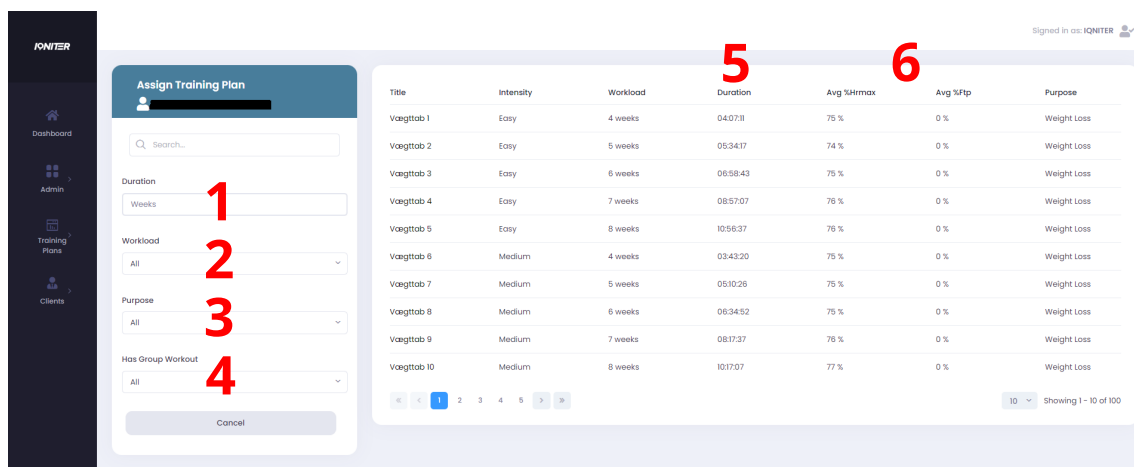 IQNITER
Signed in as: IQNITER
5
6
Dashboard
Admin
Training
Plans
Clients
Assign Training Plan
Search...
Duration
1
Weeks
Workload
2
All
Purpose
3
All
Has Group Workout
4
All
Cancel
Title Intensity Workload Duration Avg %Hrmax Avg %Ftp Purpose
Vægttab 1 Easy 4 weeks 04:07:11 75 % 0 % Weight Loss
Vægttab 2 Easy 5 weeks 05:34:17 74 % 0 % Weight Loss
Vægttab 3 Easy 6 weeks 06:58:43 75 % 0 % Weight Loss
Vægttab 4 Easy 7 weeks 08:57:07 76 % 0 % Weight Loss
Vægttab 5 Easy 8 weeks 10:56:37 76 % 0 % Weight Loss
Vægttab 6 Medium 4 weeks 03:43:20 75 % 0 % Weight Loss
Vægttab 7 Medium 5 weeks 05:10:26 75 % 0 % Weight Loss
Vægttab 8 Medium 6 weeks 06:34:52 75 % 0 % Weight Loss
Vægttab 9 Medium 7 weeks 08:17:37 76 % 0 % Weight Loss
Vægttab 10 Medium 8 weeks 10:17:07 77 % 0 % Weight Loss
« ‹ 1 2 3 4 5 › » 10 Showing 1 - 10 of 100